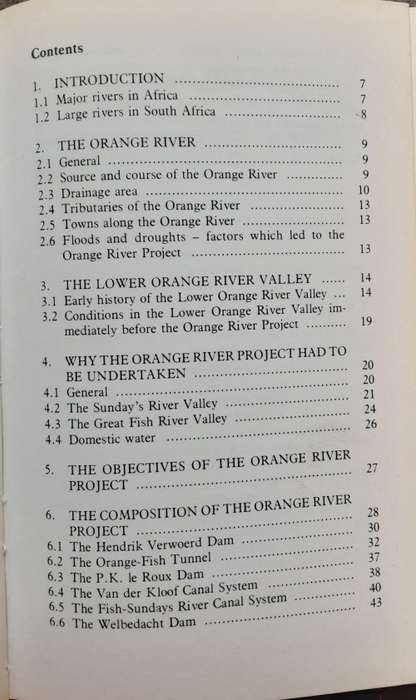 Contents
1. INTRODUCTION ................................ 7
1.1 Major rivers in Africa ................................ 7
1.2 Large rivers in South Africa ........................ 8
2. THE ORANGE RIVER ........................ 9
2.1 General ................................ 9
2.2 Source and course of the Orange River .............. 9
2.3 Drainage area ................................ 10
2.4 Tributaries of the Orange River ................ 13
2.5 Towns along the Orange River ................ 13
2.6 Floods and droughts – factors which led to the
Orange River Project ................................ 13
3. THE LOWER ORANGE RIVER VALLEY ...... 14
3.1 Early history of the Lower Orange River Valley ... 14
3.2 Conditions in the Lower Orange River Valley im-
mediately before the Orange River Project .......... 19
4. WHY THE ORANGE RIVER PROJECT HAD TO
BE UNDERTAKEN ................................ 20
4.1 General ................................ 20
4.2 The Sunday's River Valley ........................ 21
4.3 The Great Fish River Valley ........................ 24
4.4 Domestic water ................................ 26
5. THE OBJECTIVES OF THE ORANGE RIVER
PROJECT ................................ 27
6. THE COMPOSITION OF THE ORANGE RIVER
PROJECT ................................ 28
6.1 The Hendrik Verwoerd Dam ........................ 30
6.2 The Orange-Fish Tunnel ........................ 32
6.3 The P.K. le Roux Dam ........................ 37
6.4 The Van der Kloof Canal System ................ 38
6.5 The Fish-Sundays River Canal System .............. 40
6.6 The Welbedacht Dam ........................ 43